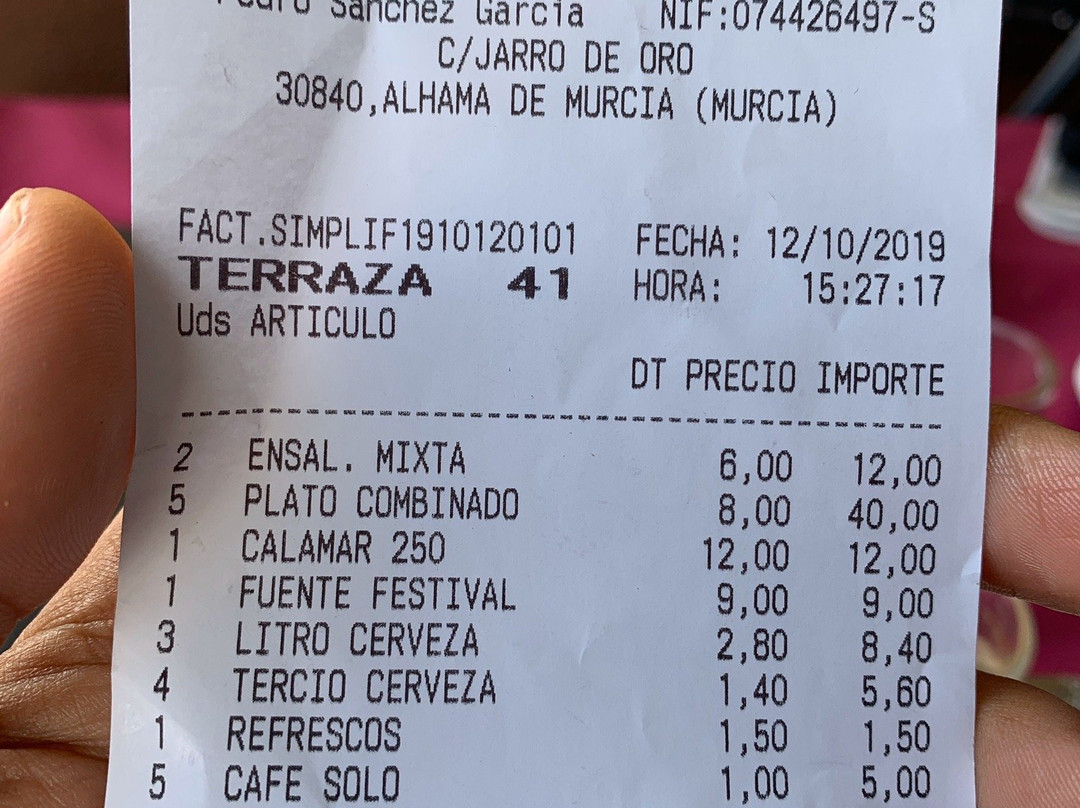 Pedro Sanchez Garcia NIF:074426497-S
C/JARRO DE ORO
30840,ALHAMA DE MURCIA (MURCIA)
FACT.SIMPLIF1910120101 FECHA: 12/10/2019
TERRAZA 41 HORA: 15:27:17
Uds ARTICULO
DT PRECIO IMPORTE
2 ENSAL. MIXTA 6,00 12,00
5 PLATO COMBINADO 8,00 40,00
1 CALAMAR 250 12,00 12,00
1 FUENTE FESTIVAL 9,00 9,00
3 LITRO CERVEZA 2,80 8,40
4 TERCIO CERVEZA 1,40 5,60
1 REFRESCOS 1,50 1,50
5 CAFE SOLO 1,00 5,00